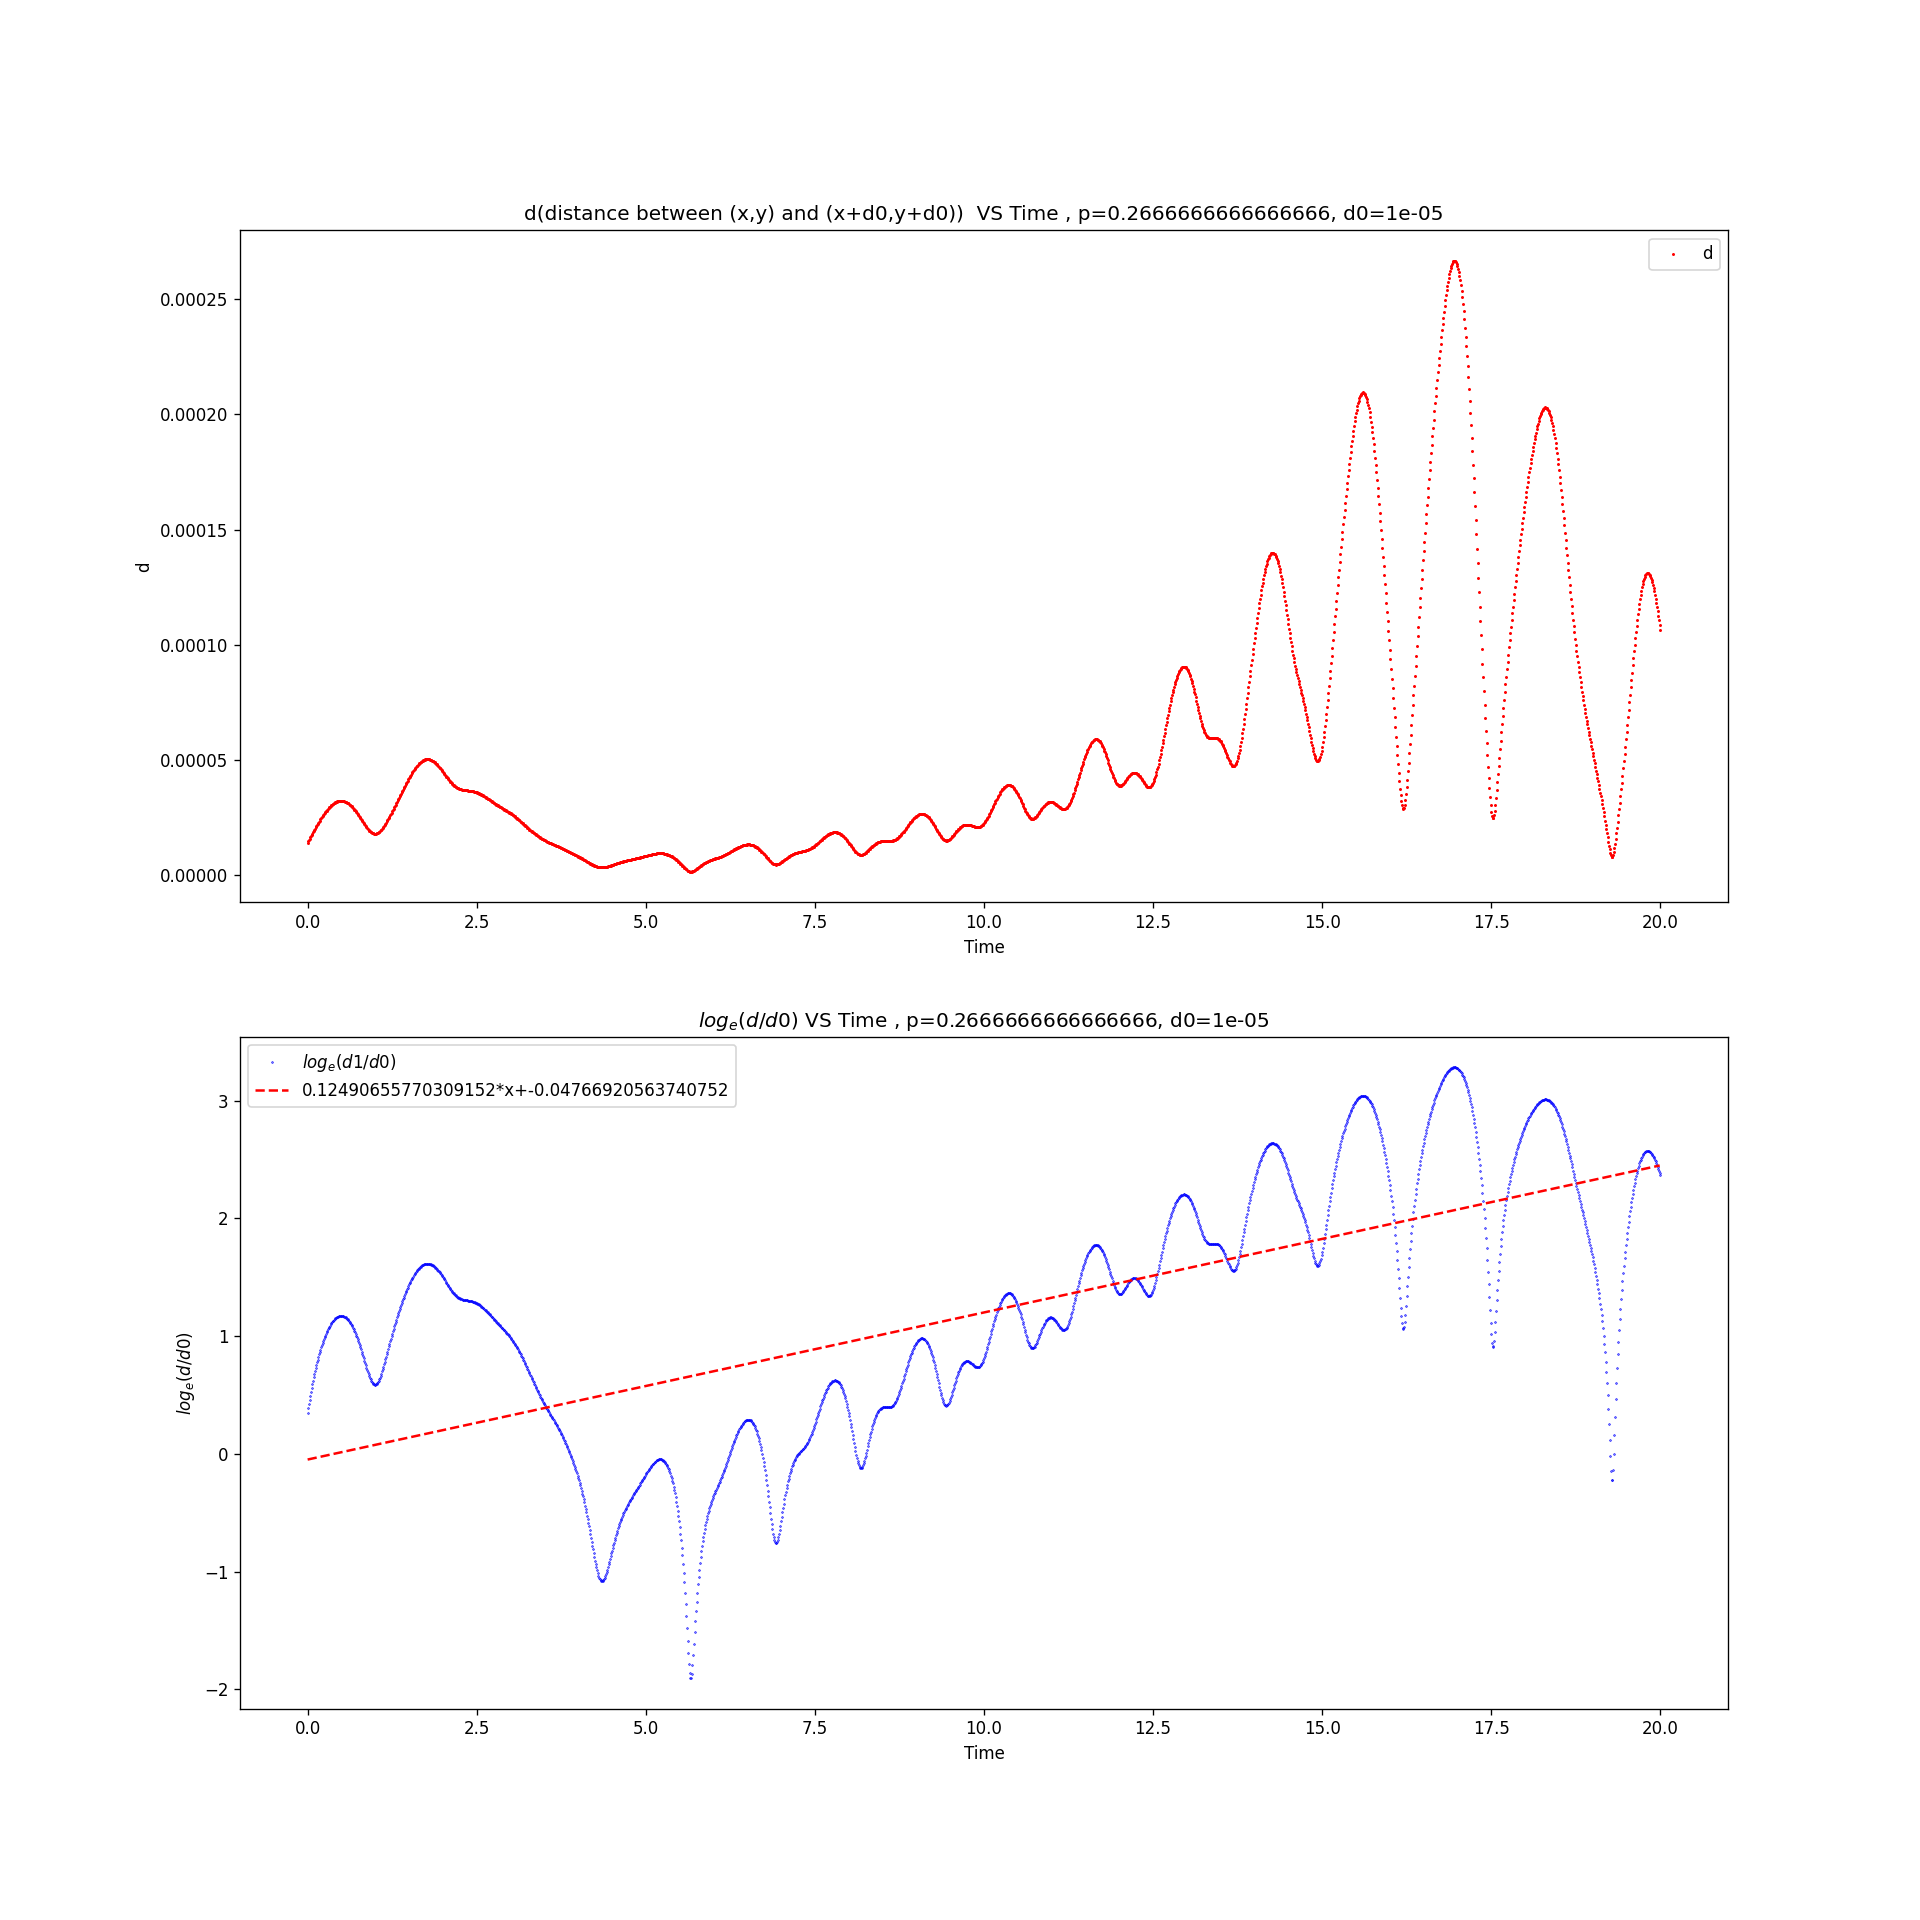 d(distance between (x,y) and (x+d0,y+d0))  VS Time , p=0.2666666666666666, d0=1e-05
d
0.00025
0.00020
0.00015
0.00010
0.00005
0.00000
d
0.0 2.5 5.0 7.5 10.0 12.5 15.0 17.5 20.0
Time
log_e(d/d0) VS Time , p=0.2666666666666666, d0=1e-05
log_e(d1/d0)
0.12490655770309152*x+-0.04766920563740752
3
2
1
0
−1
−2
log_e(d/d0)
0.0 2.5 5.0 7.5 10.0 12.5 15.0 17.5 20.0
Time